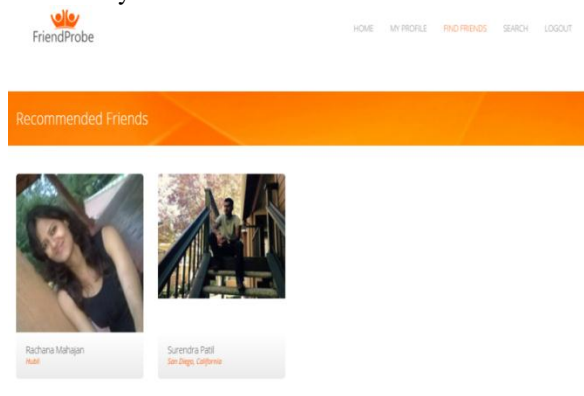 FriendProbe
HOME MY PROFILE FIND FRIENDS SEARCH LOGOUT
Recommended Friends
Rachana Mahajan
Hubli
Surendra Patil
San Diego, California